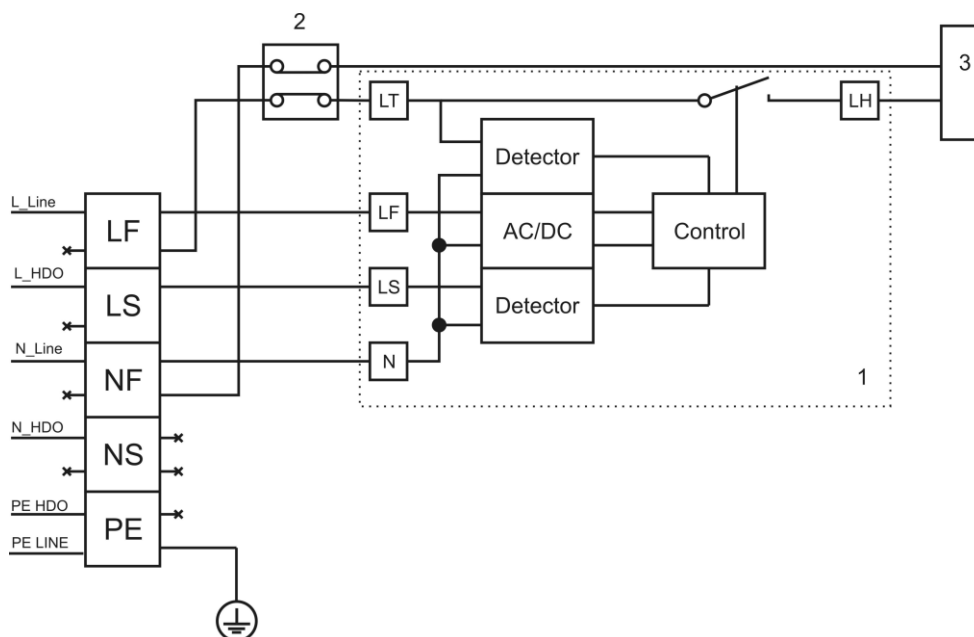 2
3
LT
LH
Detector
L_Line
LF
LF
AC/DC
Control
L_HDO
LS
LS
Detector
N_Line
NF
N
1
N_HDO
NS
PE HDO
PE
PE LINE